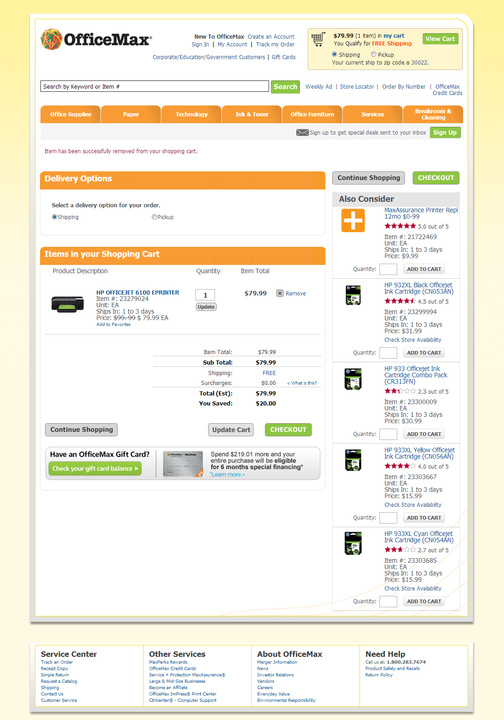 OfficeMax
New To OfficeMax Create an Account
Sign In | My Account | Track my Order
Corporate/Education/Government Customers | Gift Cards
$79.99 (1 item) in my cart
You Qualify for FREE Shipping
Shipping Pickup
Your current ship to zip code is 30022.
View Cart
Search by Keyword or Item #
Search
Weekly Ad | Store Locator | Order By Number | OfficeMax
Credit Cards
Office Supplies
Paper
Technology
Ink & Toner
Office Furniture
Services
Breakrooms &
Cleaning
Sign up to get special deals sent to your inbox
Sign Up
Item has been successfully removed from your shopping cart.
Delivery Options
Select a delivery option for your order.
Shipping Pickup
Items in your Shopping Cart
Product Description Quantity Item Total
HP OFFICEJET 6100 EPRINTER
Item #: 23279024
Unit: EA
Ships In: 1 to 3 days
Price: $99.99 $ 79.99 EA
Add to Favorites
1
Update
$79.99
Remove
Item Total: $79.99
Sub Total: $79.99
Shipping: FREE
Surcharges: $0.00 < What is this?
Total (Est): $79.99
You Saved: $20.00
Continue Shopping
Update Cart
CHECKOUT
Have an OfficeMax Gift Card?
Check your gift card balance
Spend $219.01 more and your
entire purchase will be eligible
for 6 months special financing*
*Learn more
Continue Shopping
CHECKOUT
Also Consider
MaxAssurance Printer Repl
12mo $0-99
5.0 out of 5
Item #: 21722469
Unit: EA
Ships In: 1 to 3 days
Price: $9.99
Quantity: ADD TO CART
HP 932XL Black Officejet
Ink Cartridge (CN053AN)
4.5 out of 5
Item #: 23299994
Unit: EA
Ships In: 1 to 3 days
Price: $31.99
Check Store Availability
Quantity: ADD TO CART
HP 933 Officejet Ink
Cartridge Combo Pack
(CR313FN)
2.3 out of 5
Item #: 23300009
Unit: EA
Ships In: 1 to 3 days
Price: $30.99
Quantity: ADD TO CART
HP 933XL Yellow Officejet
Ink Cartridge (CN056AN)
4.0 out of 5
Item #: 23303667
Unit: EA
Ships In: 1 to 3 days
Price: $15.99
Check Store Availability
Quantity: ADD TO CART
HP 933XL Cyan Officejet
Ink Cartridge (CN054AN)
2.7 out of 5
Item #: 23303685
Unit: EA
Ships In: 1 to 3 days
Price: $15.99
Check Store Availability
Quantity: ADD TO CART
Service Center
Track an Order
Receipt Copy
Simple Return
Request a Catalog
Shipping
Contact Us
Customer Service
Other Services
MaxPerks Rewards
OfficeMax Credit Cards
Service + Protection MaxAssurance®
Large & Mid-Size Businesses
Become an Affiliate
OfficeMax ImPress® Print Center
Ctrlcenter® - Computer Support
About OfficeMax
Merger Information
News
Investor Relations
Vendors
Careers
Everyday Value
Environmental Responsibility
Need Help
Call us at 1.800.283.7674
Product Safety and Recalls
Return Policy